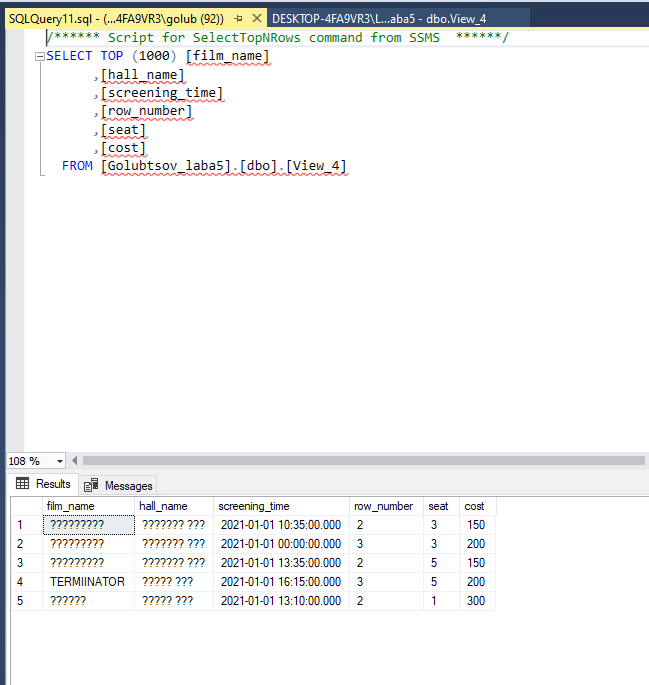 SQLQuery11.sql - (...4FA9VR3\golub (92))
DESKTOP-4FA9VR3\L...aba5 - dbo.View_4
/****** Script for SelectTopNRows command from SSMS  ******/
SELECT TOP (1000) [film_name]
,[hall_name]
,[screening_time]
,[row_number]
,[seat]
,[cost]
FROM [Golubtsov_laba5].[dbo].[View_4]
108 %
Results Messages
film_name hall_name screening_time row_number seat cost
1 ????????? ??????? ??? 2021-01-01 10:35:00.000 2 3 150
2 ????????? ??????? ??? 2021-01-01 00:00:00.000 3 3 200
3 ????????? ??????? ??? 2021-01-01 13:35:00.000 2 5 150
4 TERMIINATOR ????? ??? 2021-01-01 16:15:00.000 3 5 200
5 ?????? ????? ??? 2021-01-01 13:10:00.000 2 1 300